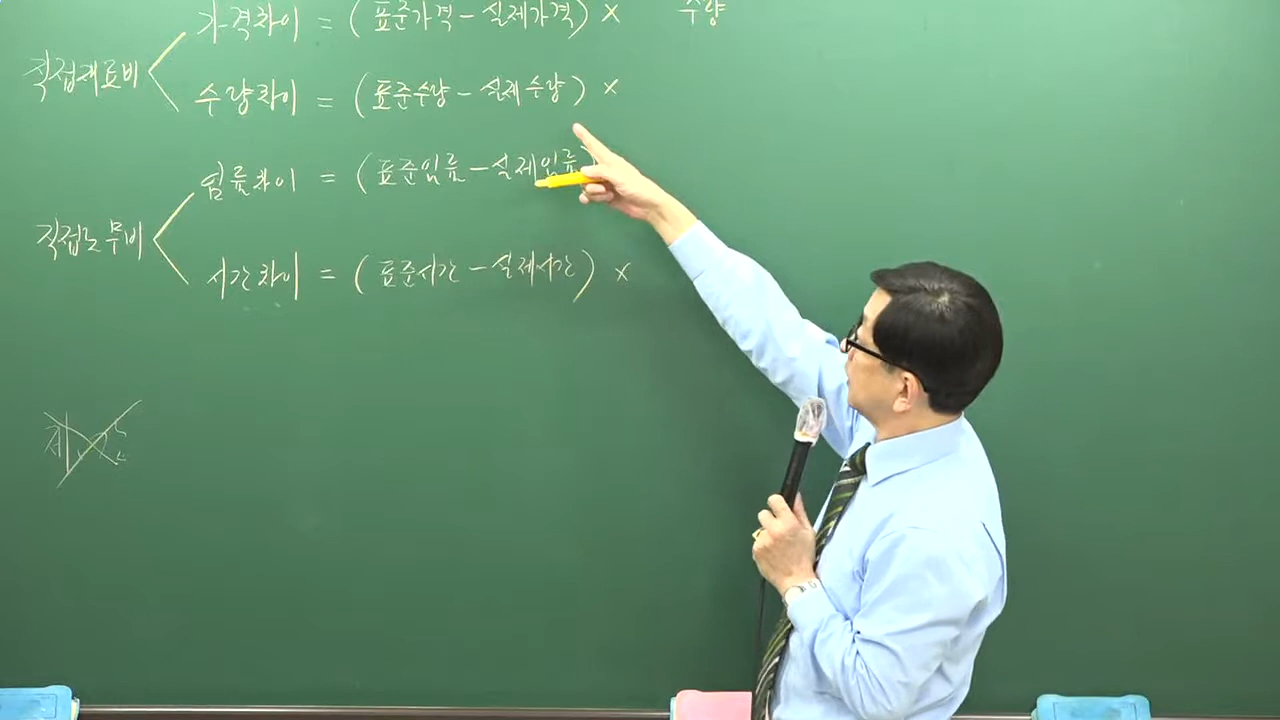 가격차이 = (표준가격 - 실제가격) × 수량
직접재료비
수량차이 = (표준수량 - 실제수량) ×
임률차이 = (표준임률 - 실제임률)
직접노무비
시간차이 = (표준시간 - 실제시간) ×